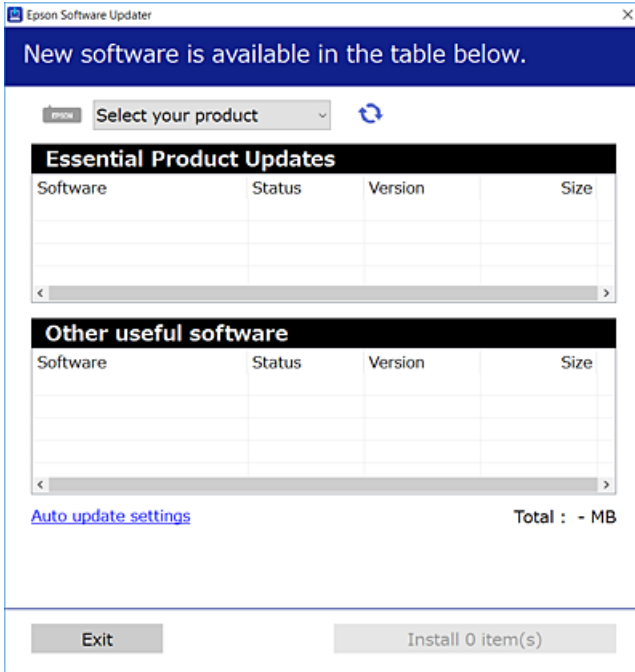 Epson Software Updater
New software is available in the table below.
EPSON Select your product
Essential Product Updates
Software Status Version Size
Other useful software
Software Status Version Size
Auto update settings Total : - MB
Exit Install 0 item(s)